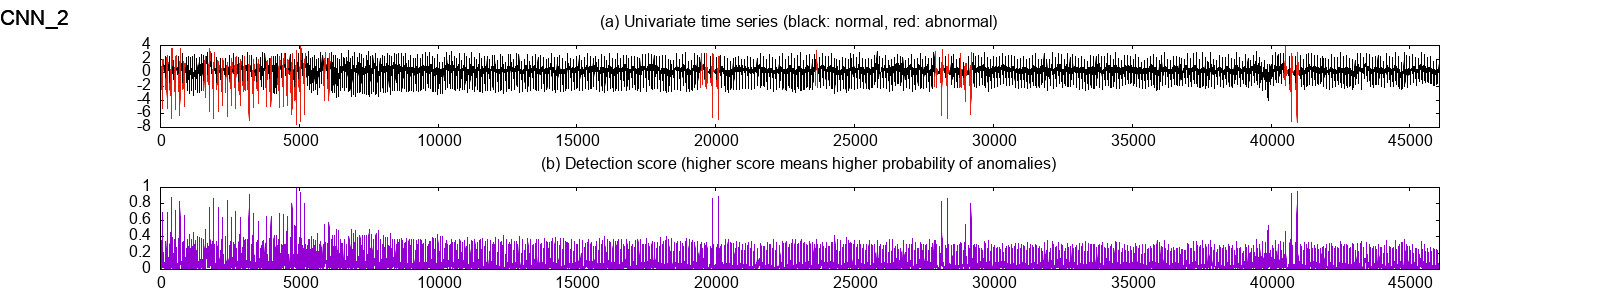 CNN_2
(a) Univariate time series (black: normal, red: abnormal)
4
2
0
-2
-4
-6
-8
0 5000 10000 15000 20000 25000 30000 35000 40000 45000
(b) Detection score (higher score means higher probability of anomalies)
1
0.8
0.6
0.4
0.2
0
0 5000 10000 15000 20000 25000 30000 35000 40000 45000